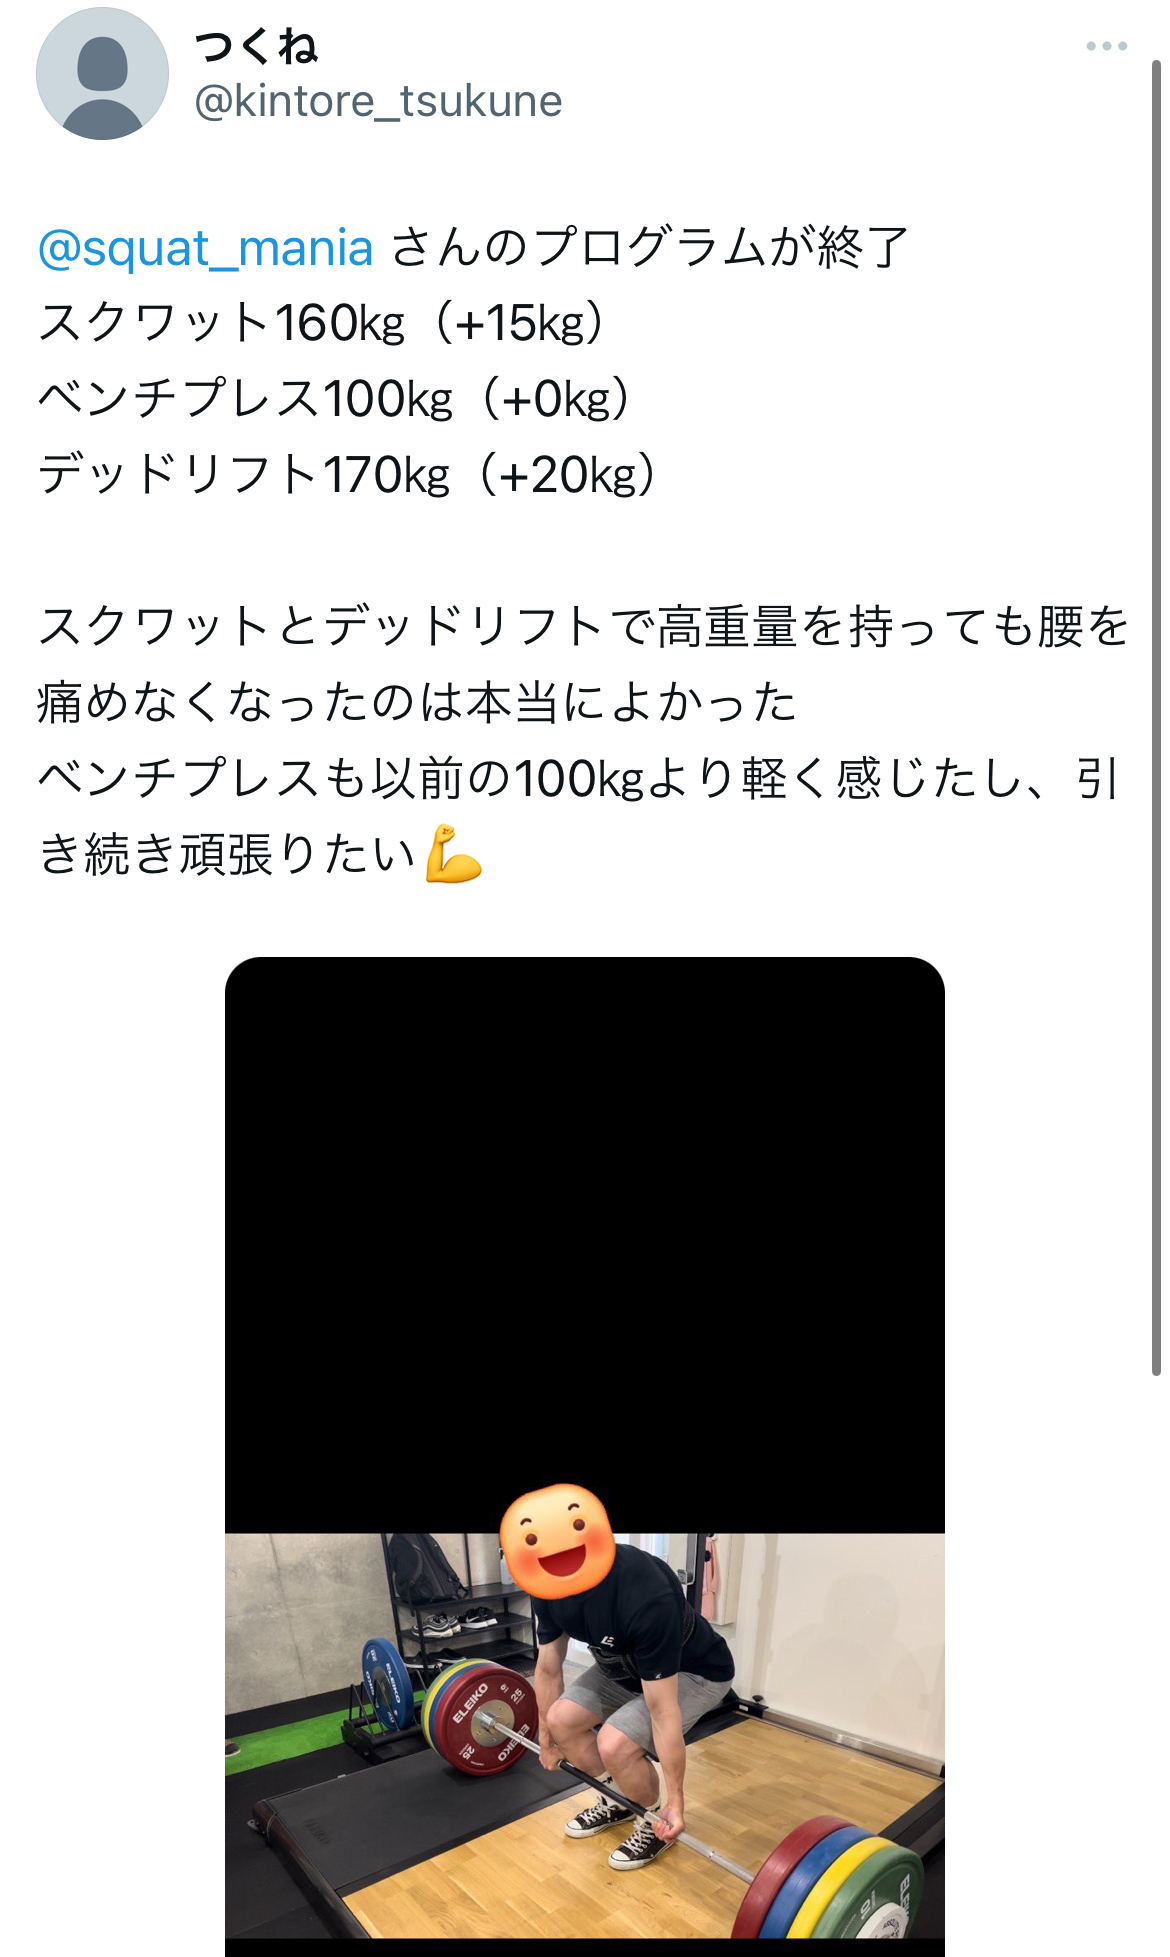 つくね
@kintore_tsukune
@squat_mania さんのプログラムが終了
スクワット160kg（+15kg）
ベンチプレス100kg（+0kg）
デッドリフト170kg（+20kg）
スクワットとデッドリフトで高重量を持っても腰を
痛めなくなったのは本当によかった
ベンチプレスも以前の100kgより軽く感じたし、引
き続き頑張りたい💪
ELEIKO
ELEIKO
25
25
ELEIKO